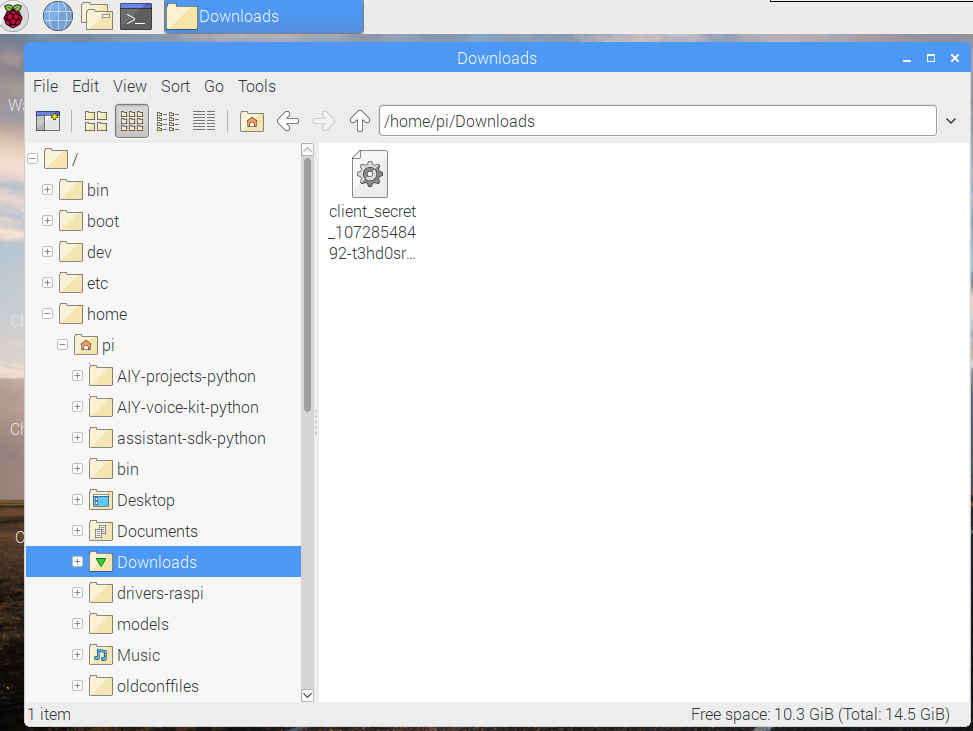 Downloads
Downloads
File Edit View Sort Go Tools
/home/pi/Downloads
/
bin
boot
dev
etc
home
pi
AIY-projects-python
AIY-voice-kit-python
assistant-sdk-python
bin
Desktop
Documents
Downloads
drivers-raspi
models
Music
oldconffiles
client_secret
_107285484
92-t3hd0sr...
1 item
Free space: 10.3 GiB (Total: 14.5 GiB)